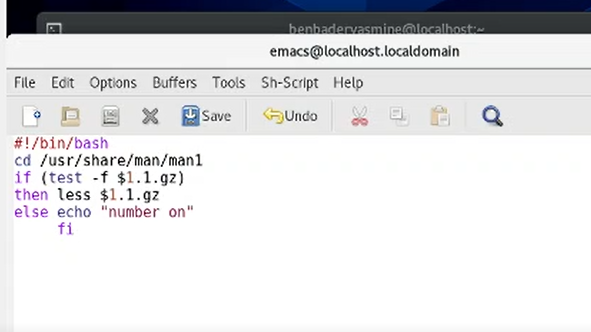 benbaderyasmine@localhost:~
emacs@localhost.localdomain
File Edit Options Buffers Tools Sh-Script Help
Save Undo
#!/bin/bash
cd /usr/share/man/man1
if (test -f $1.1.gz)
then less $1.1.gz
else echo "number on"
fi